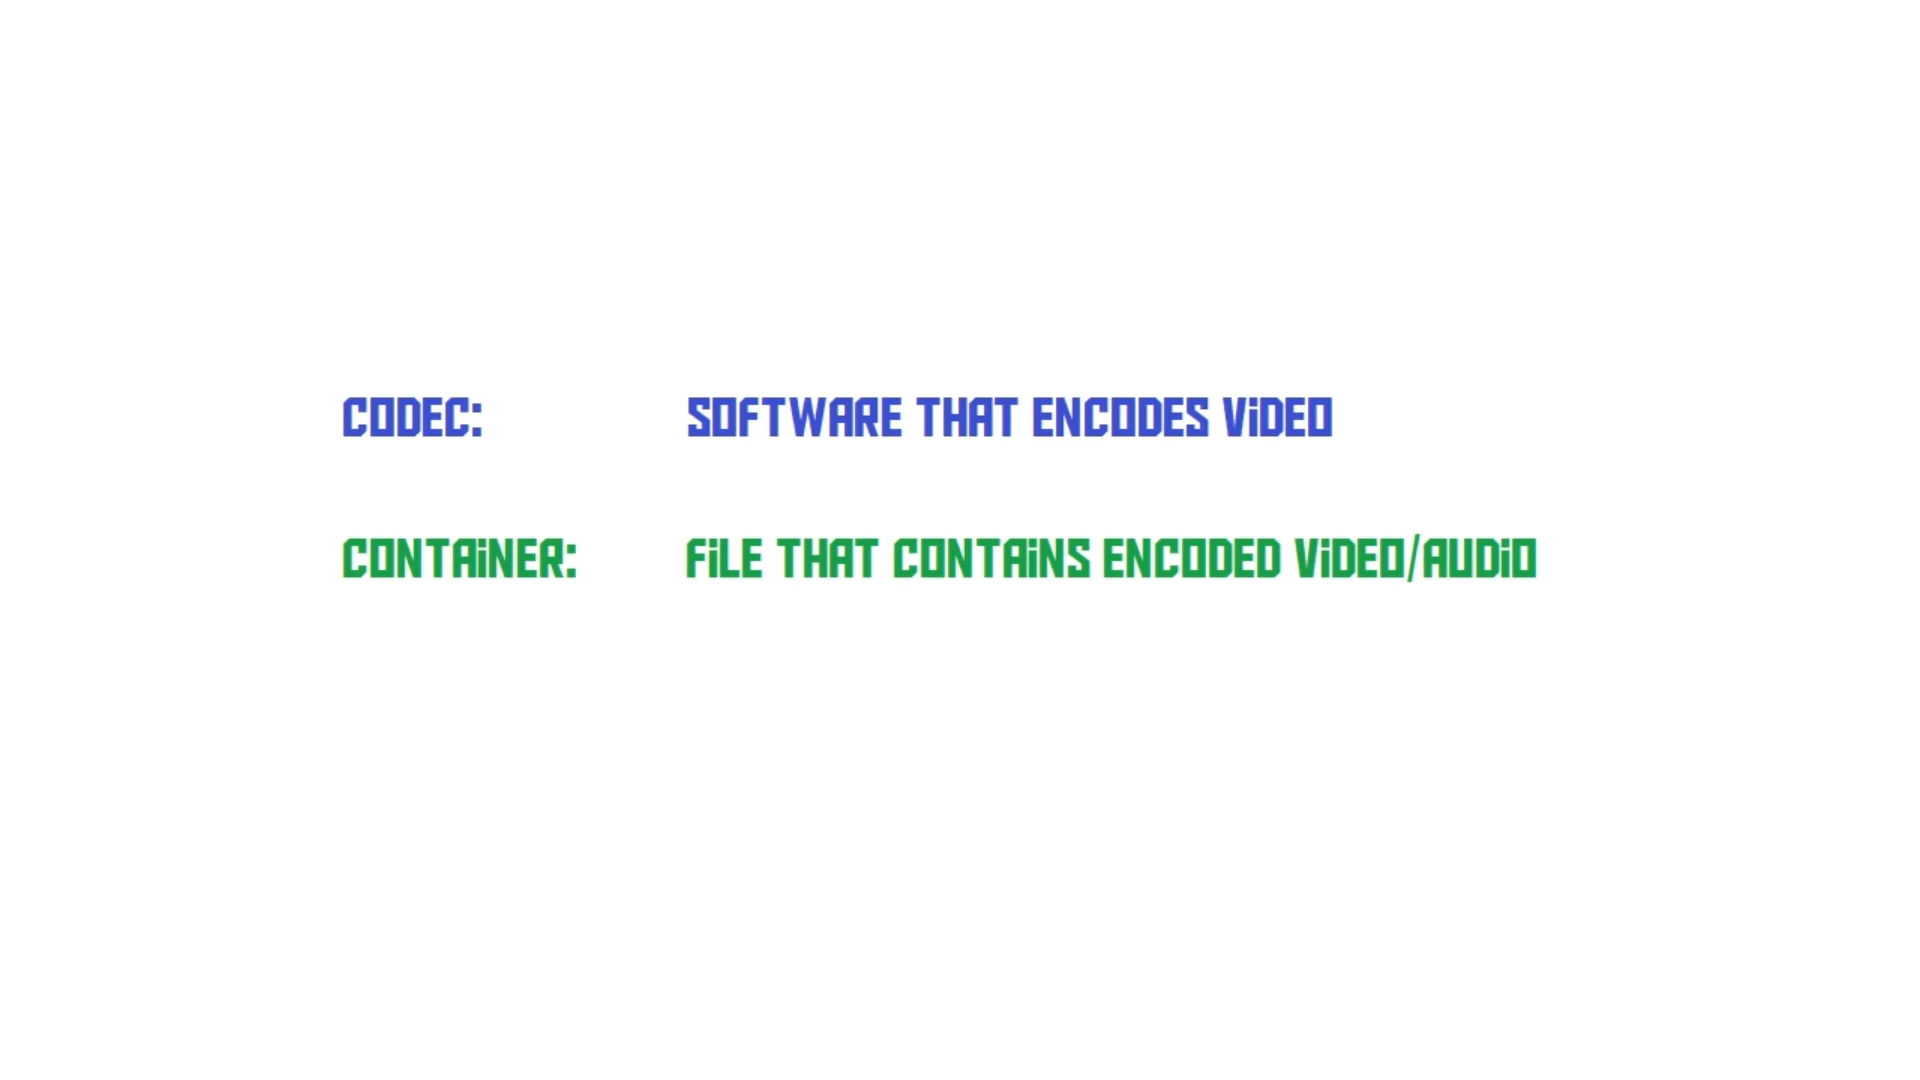 CODEC: SOFTWARE THAT ENCODES ViDEO
CONTAiNER: FiLE THAT CONTAiNS ENCODED ViDEO/AUDiO